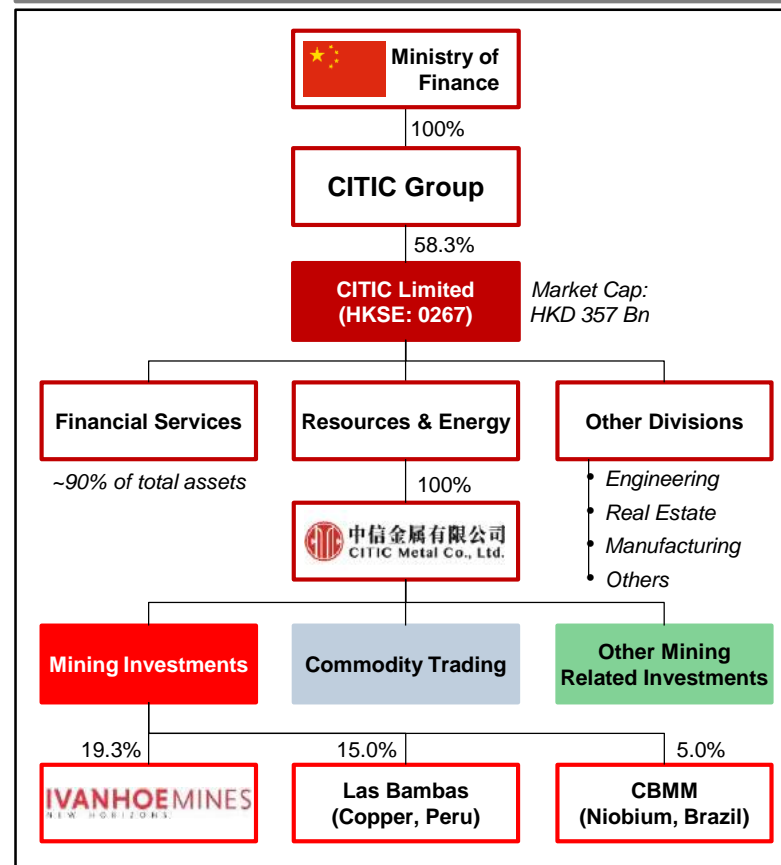 Ministry of
Finance
100%
CITIC Group
58.3%
CITIC Limited
(HKSE: 0267)
Market Cap:
HKD 357 Bn
Financial Services
Resources & Energy
Other Divisions
~90% of total assets
100%
• Engineering
• Real Estate
• Manufacturing
• Others
CITIC
中信金属有限公司
CITIC Metal Co., Ltd.
Mining Investments
Commodity Trading
Other Mining
Related Investments
19.3%
15.0%
5.0%
IVANHOEMINES
NEW HORIZONS
Las Bambas
(Copper, Peru)
CBMM
(Niobium, Brazil)